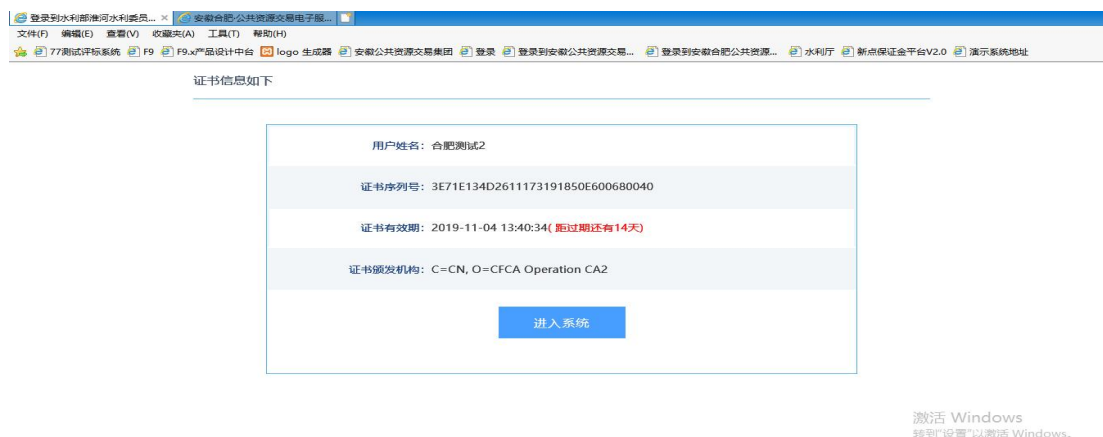 登录到水利部淮河水利委员... × 安徽合肥·公共资源交易电子服...
文件(F) 编辑(E) 查看(V) 收藏夹(A) 工具(T) 帮助(H)
77测试评标系统 F9 F9.x产品设计中台 logo 生成器 安徽公共资源交易集团 登录 登录到安徽公共资源交易... 登录到安徽合肥公共资源... 水利厅 新点保证金平台V2.0 演示系统地址
证书信息如下
用户姓名: 合肥测试2
证书序列号: 3E71E134D2611173191850E600680040
证书有效期: 2019-11-04 13:40:34( 距过期还有14天)
证书颁发机构: C=CN, O=CFCA Operation CA2
进入系统
激活 Windows
转到"设置"以激活 Windows。